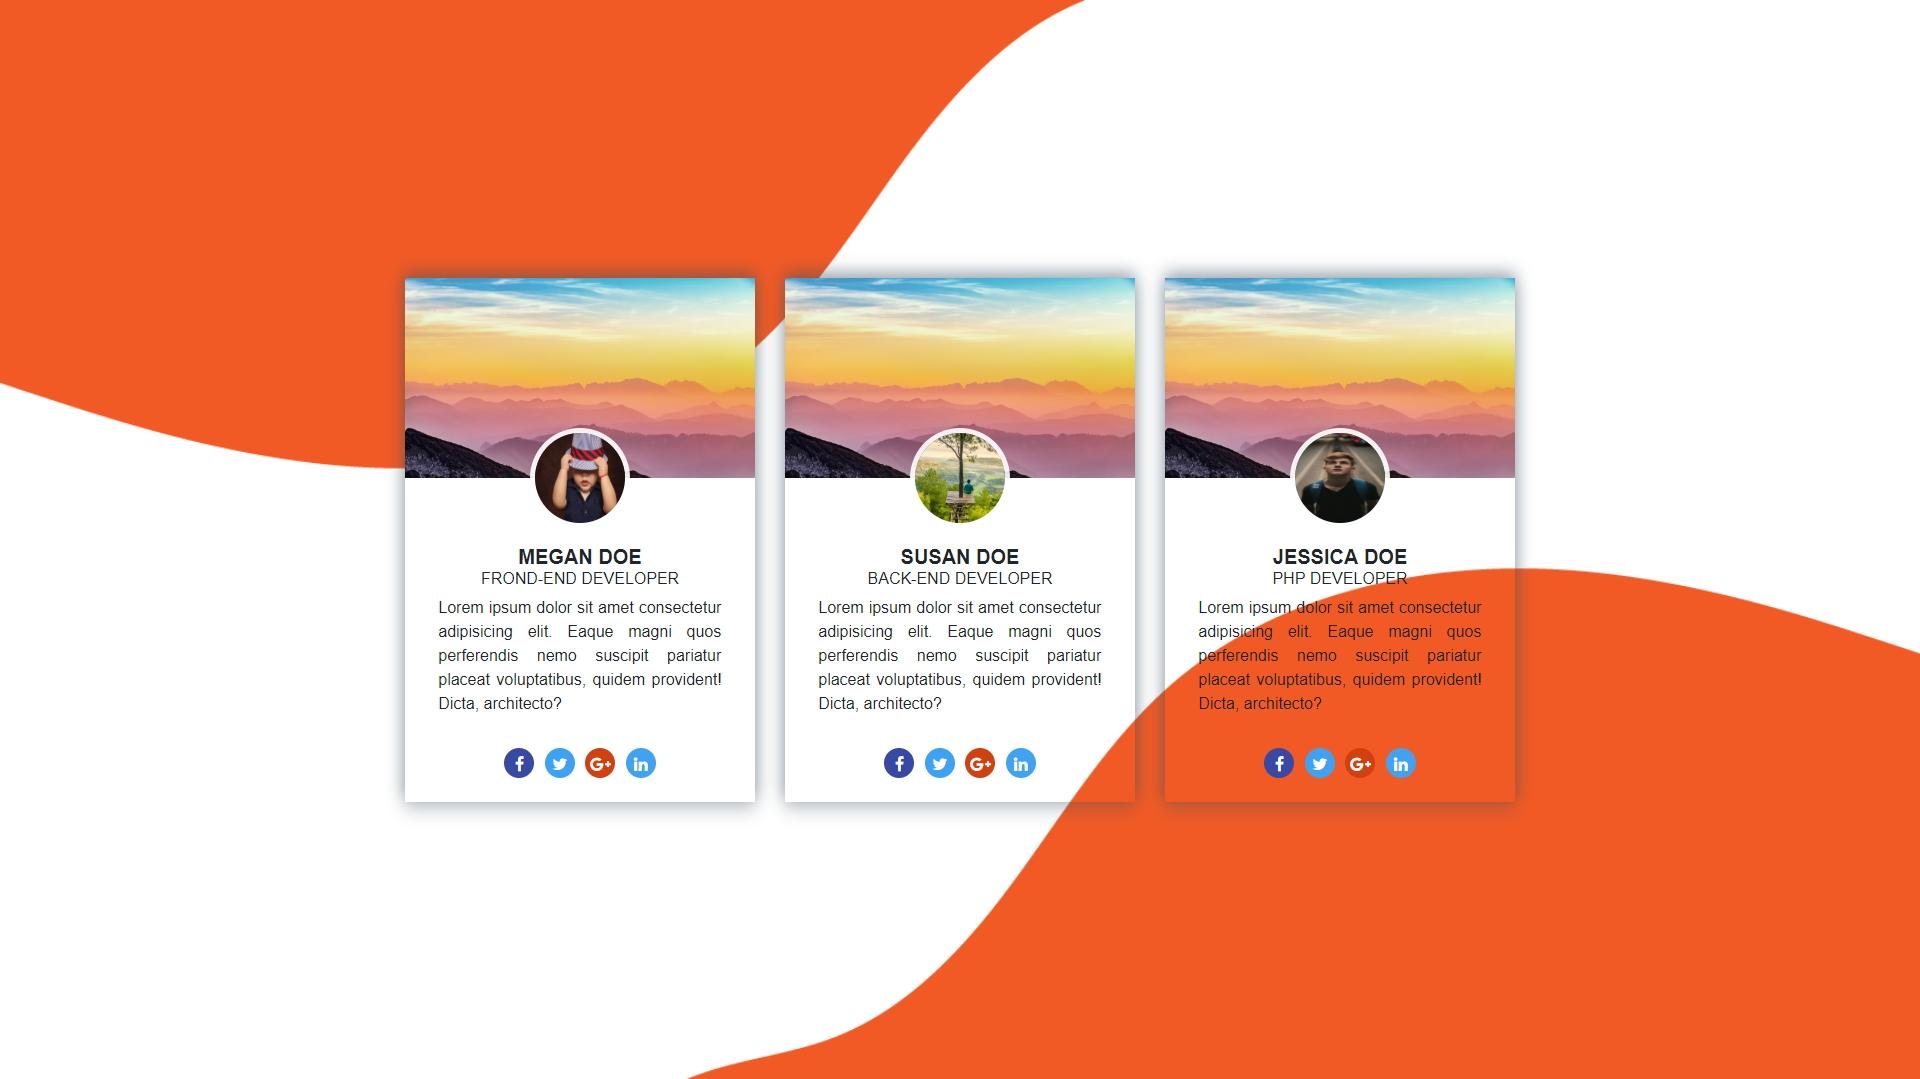 MEGAN DOE
FROND-END DEVELOPER
Lorem ipsum dolor sit amet consectetur
adipisicing elit. Eaque magni quos
perferendis nemo suscipit pariatur
placeat voluptatibus, quidem provident!
Dicta, architecto?
SUSAN DOE
BACK-END DEVELOPER
Lorem ipsum dolor sit amet consectetur
adipisicing elit. Eaque magni quos
perferendis nemo suscipit pariatur
placeat voluptatibus, quidem provident!
Dicta, architecto?
JESSICA DOE
PHP DEVELOPER
Lorem ipsum dolor sit amet consectetur
adipisicing elit. Eaque magni quos
perferendis nemo suscipit pariatur
placeat voluptatibus, quidem provident!
Dicta, architecto?